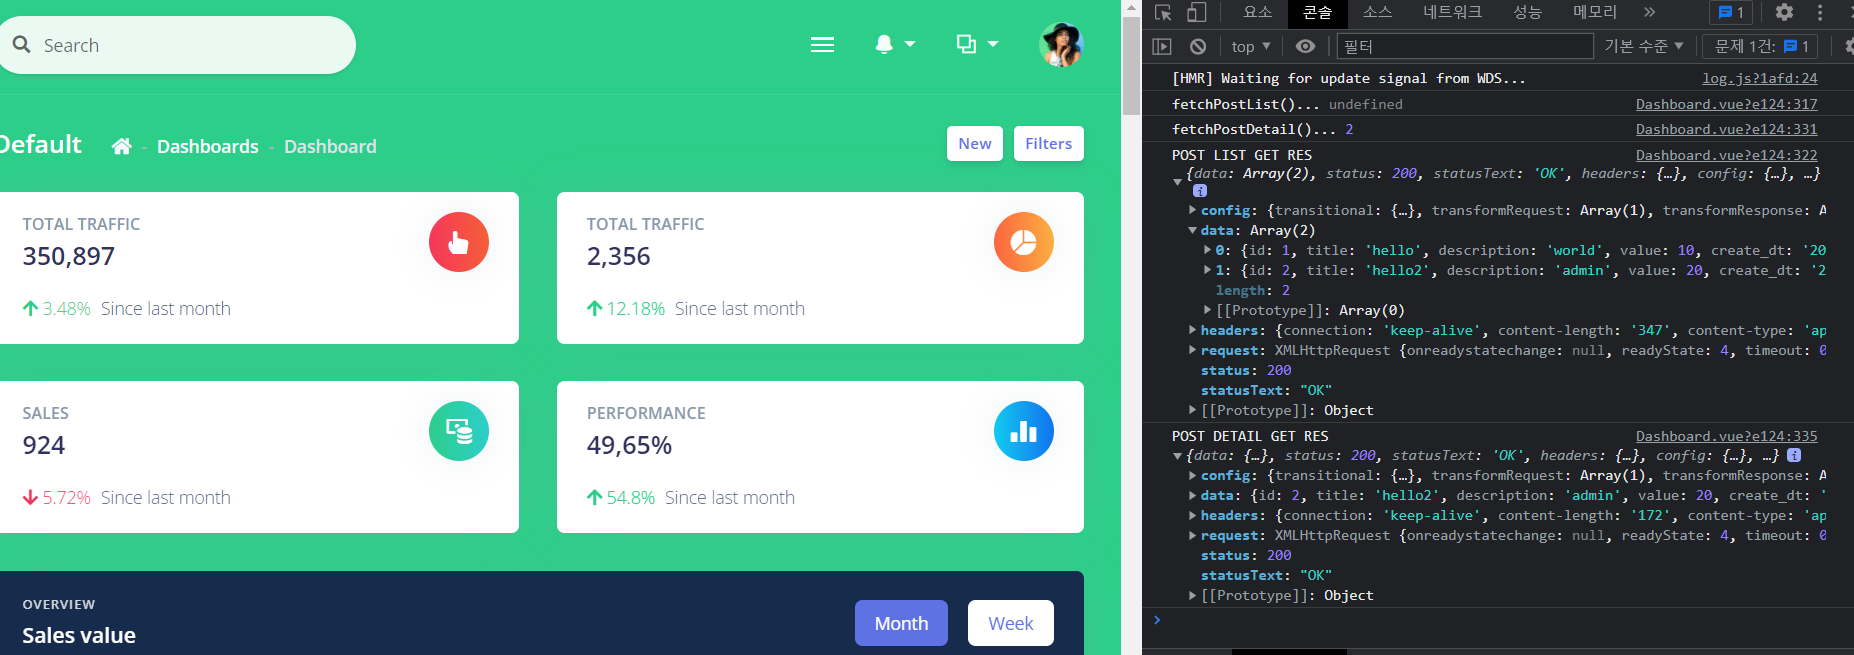 Search
Default - Dashboards - Dashboard
New Filters
TOTAL TRAFFIC
350,897
3.48% Since last month
TOTAL TRAFFIC
2,356
12.18% Since last month
SALES
924
5.72% Since last month
PERFORMANCE
49,65%
54.8% Since last month
OVERVIEW
Sales value
Month Week
요소 콘솔 소스 네트워크 성능 메모리 » 1
top ▼ 필터 기본 수준 ▼ 문제 1건: 1
[HMR] Waiting for update signal from WDS... log.js?1afd:24
fetchPostList()... undefined Dashboard.vue?e124:317
fetchPostDetail()... 2 Dashboard.vue?e124:331
POST LIST GET RES Dashboard.vue?e124:322
{data: Array(2), status: 200, statusText: 'OK', headers: {…}, config: {…}, …}
i
config: {transitional: {…}, transformRequest: Array(1), transformResponse: A
data: Array(2)
0: {id: 1, title: 'hello', description: 'world', value: 10, create_dt: '20
1: {id: 2, title: 'hello2', description: 'admin', value: 20, create_dt: '2
length: 2
[[Prototype]]: Array(0)
headers: {connection: 'keep-alive', content-length: '347', content-type: 'ap
request: XMLHttpRequest {onreadystatechange: null, readyState: 4, timeout: 0
status: 200
statusText: "OK"
[[Prototype]]: Object
POST DETAIL GET RES Dashboard.vue?e124:335
{data: {…}, status: 200, statusText: 'OK', headers: {…}, config: {…}, …} i
config: {transitional: {…}, transformRequest: Array(1), transformResponse: A
data: {id: 2, title: 'hello2', description: 'admin', value: 20, create_dt: '
headers: {connection: 'keep-alive', content-length: '172', content-type: 'ap
request: XMLHttpRequest {onreadystatechange: null, readyState: 4, timeout: 0
status: 200
statusText: "OK"
[[Prototype]]: Object